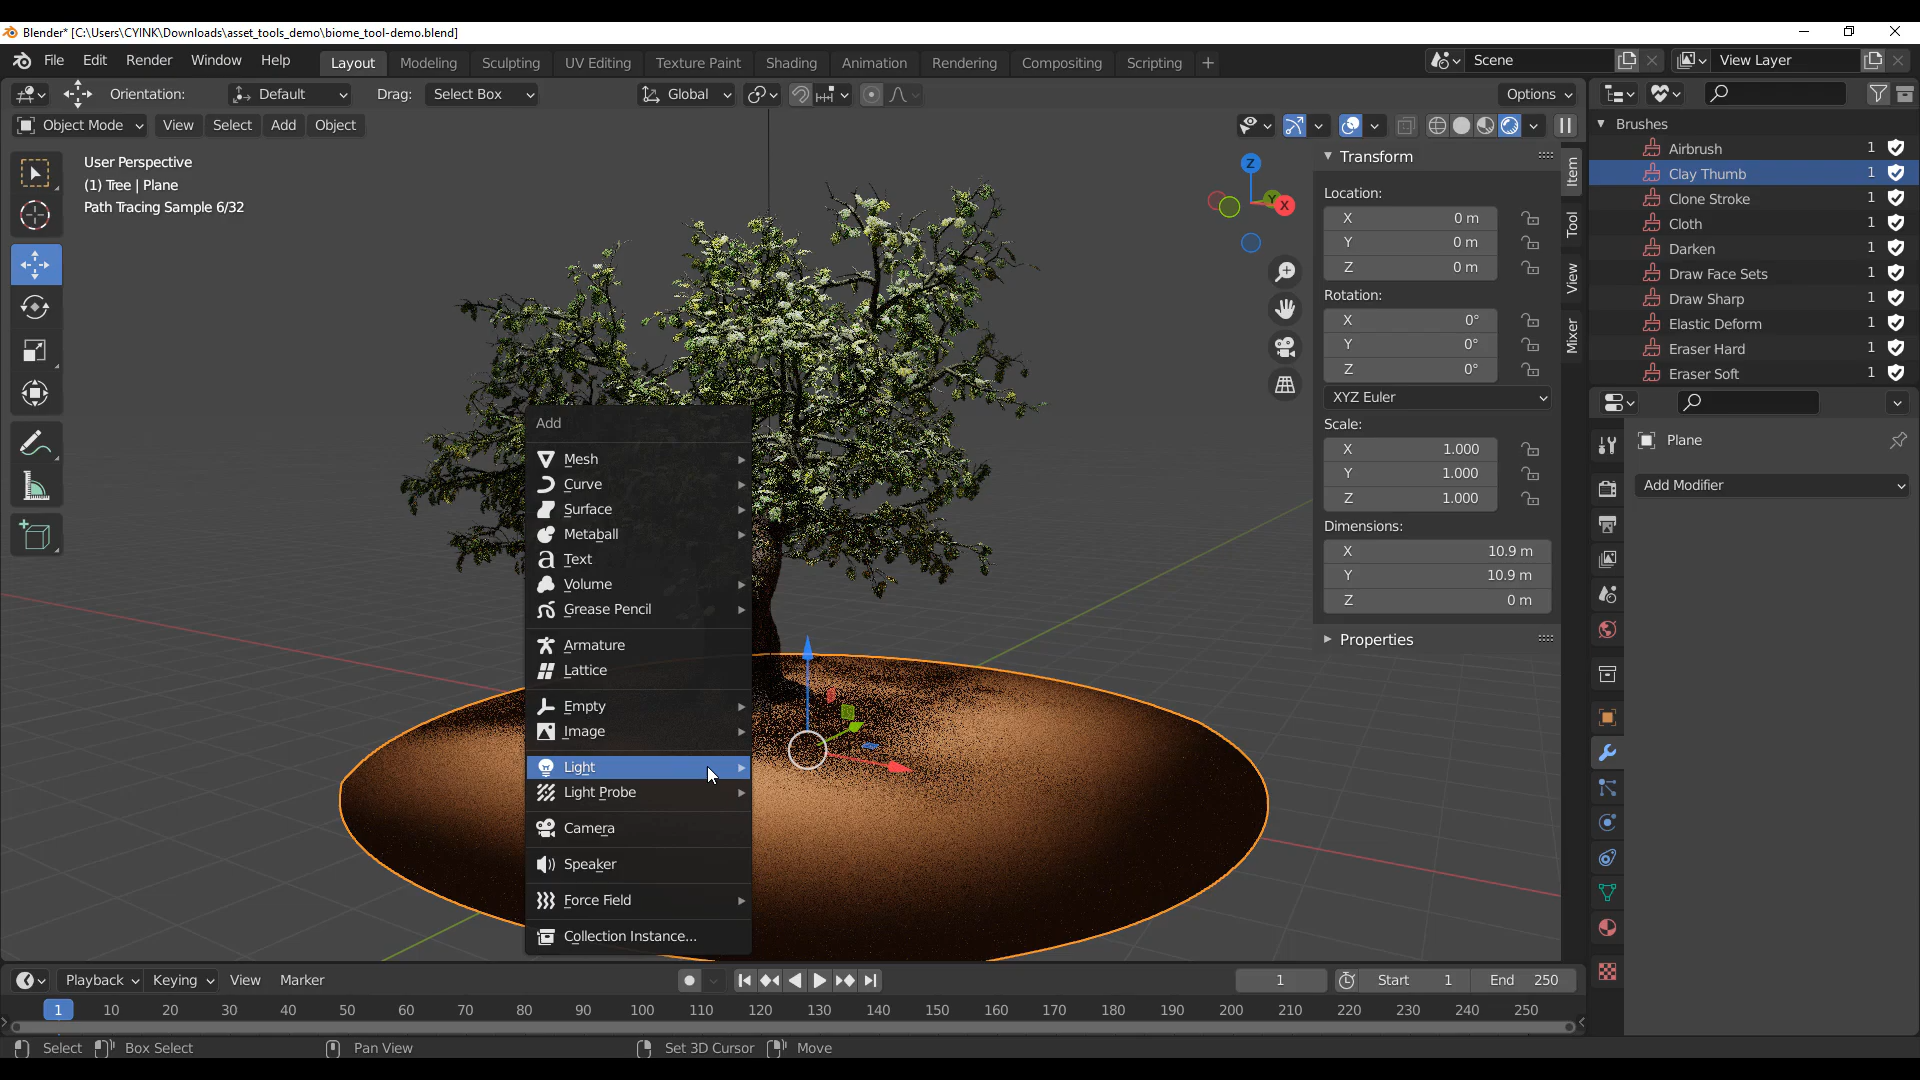 Blender* [C:\Users\CYINK\Downloads\asset_tools_demo\biome_tool-demo.blend]
File Edit Render Window Help Layout Modeling Sculpting UV Editing Texture Paint Shading Animation Rendering Compositing Scripting + Scene View Layer
Orientation: Default Drag: Select Box Global Options
Object Mode View Select Add Object
User Perspective
(1) Tree | Plane
Path Tracing Sample 6/32
Z
Y
X
Add
Mesh
Curve
Surface
Metaball
Text
Volume
Grease Pencil
Armature
Lattice
Empty
Image
Light
Light Probe
Camera
Speaker
Force Field
Collection Instance...
Transform
Location:
X 0 m
Y 0 m
Z 0 m
Rotation:
X 0°
Y 0°
Z 0°
XYZ Euler
Scale:
X 1.000
Y 1.000
Z 1.000
Dimensions:
X 10.9 m
Y 10.9 m
Z 0 m
Properties
Item
Tool
View
Mixer
Brushes
Airbrush 1
Clay Thumb 1
Clone Stroke 1
Cloth 1
Darken 1
Draw Face Sets 1
Draw Sharp 1
Elastic Deform 1
Eraser Hard 1
Eraser Soft 1
Plane
Add Modifier
Playback Keying View Marker 1 Start 1 End 250
1 10 20 30 40 50 60 70 80 90 100 110 120 130 140 150 160 170 180 190 200 210 220 230 240 250
Select Box Select Pan View Set 3D Cursor Move